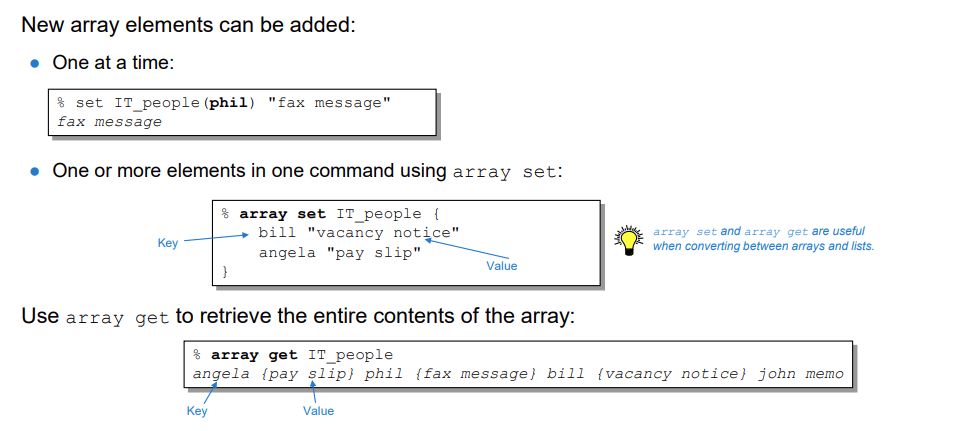 New array elements can be added:
One at a time:
% set IT_people(phil) "fax message"
fax message
One or more elements in one command using array set:
% array set IT_people {
bill "vacancy notice"
angela "pay slip"
}
Key
Value
array set and array get are useful
when converting between arrays and lists.
Use array get to retrieve the entire contents of the array:
% array get IT_people
angela {pay slip} phil {fax message} bill {vacancy notice} john memo
Key
Value